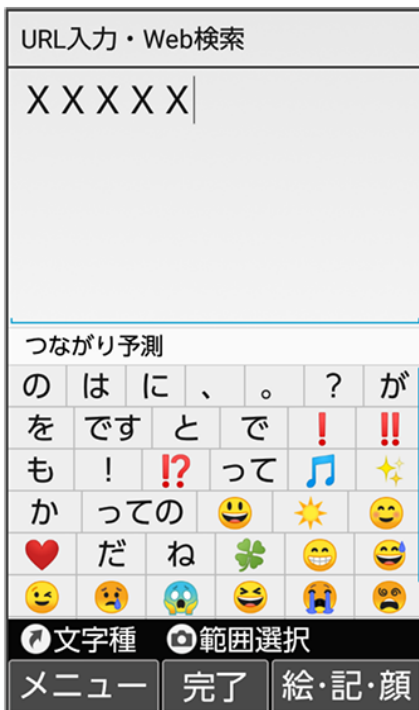 URL入力・Web検索
XXXXX
つながり予測
の は に 、 。 ? が
を です と で ❗ ‼
も ! ⁉ って 🎵 ✨
か っての 😃 ☀ 😊
❤ だ ね 🍀 😁 😅
😉 😢 😱 😆 😭 😵
文字種 範囲選択
メニュー 完了 絵・記・顔